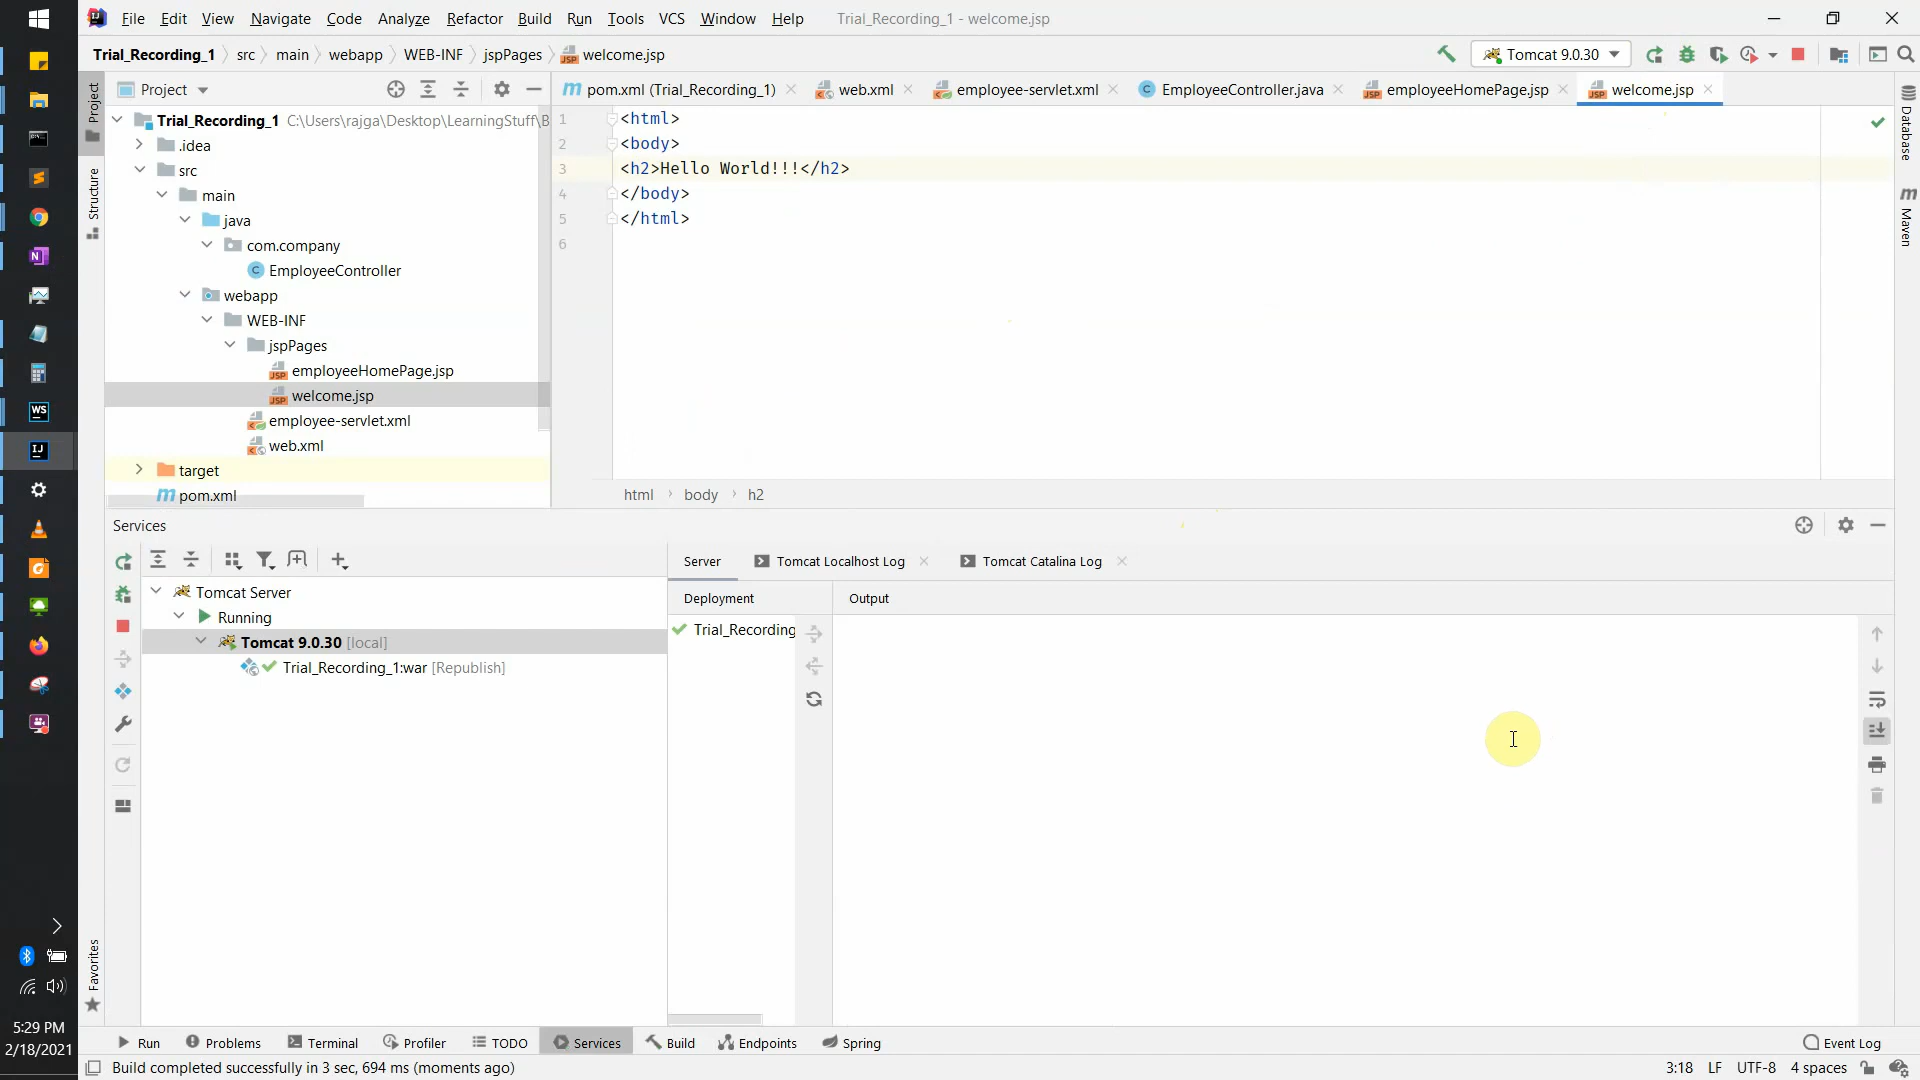 File Edit View Navigate Code Analyze Refactor Build Run Tools VCS Window Help Trial_Recording_1 - welcome.jsp
Trial_Recording_1 src main webapp WEB-INF jspPages welcome.jsp Tomcat 9.0.30
Project
pom.xml (Trial_Recording_1) web.xml employee-servlet.xml EmployeeController.java employeeHomePage.jsp welcome.jsp
Project
Structure
Favorites
Trial_Recording_1 C:\Users\rajga\Desktop\LearningStuff\B
.idea
src
main
java
com.company
EmployeeController
webapp
WEB-INF
jspPages
employeeHomePage.jsp
welcome.jsp
employee-servlet.xml
web.xml
target
pom.xml
1 <html>
2 <body>
3 <h2>Hello World!!!</h2>
4 </body>
5 </html>
6
html body h2
Database
Maven
Services
Server Tomcat Localhost Log Tomcat Catalina Log
Deployment Output
Tomcat Server
Running
Tomcat 9.0.30 [local]
Trial_Recording_1:war [Republish]
Trial_Recording
Run Problems Terminal Profiler TODO Services Build Endpoints Spring Event Log
Build completed successfully in 3 sec, 694 ms (moments ago) 3:18 LF UTF-8 4 spaces
5:29 PM
2/18/2021